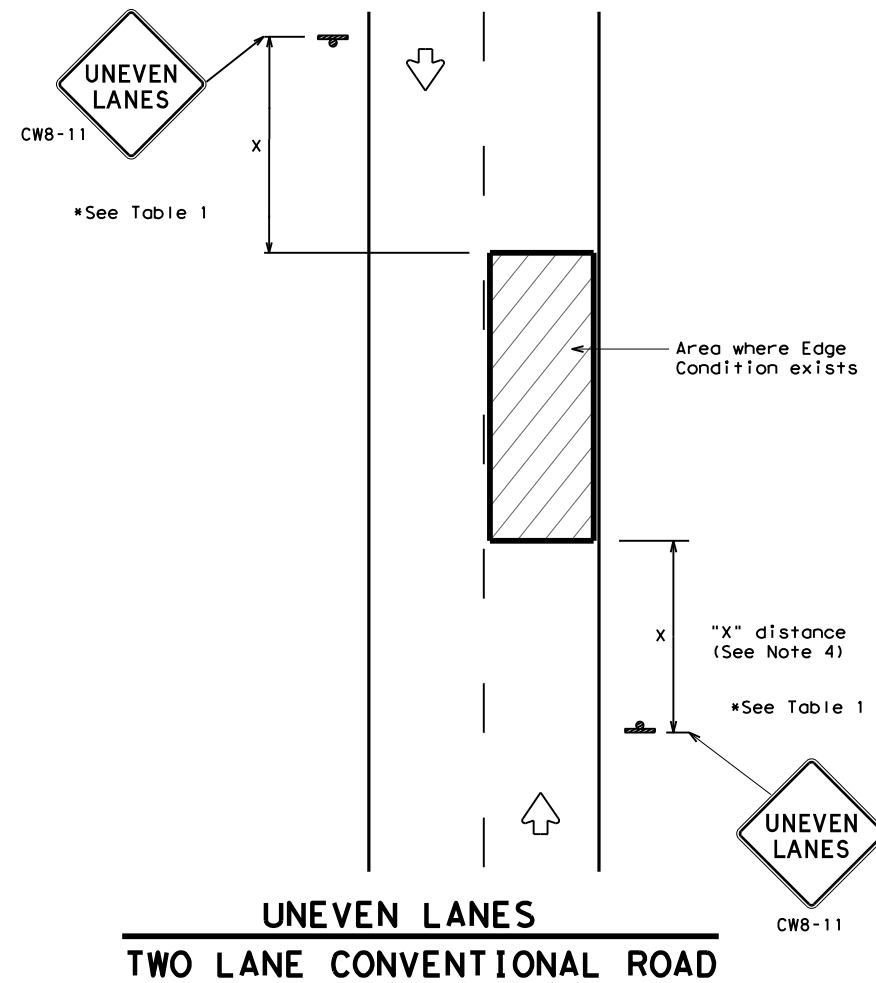 UNEVEN
LANES
CW8-11
X
*See Table 1
Area where Edge
Condition exists
X
"X" distance
(See Note 4)
*See Table 1
UNEVEN
LANES
CW8-11
UNEVEN LANES
TWO LANE CONVENTIONAL ROAD